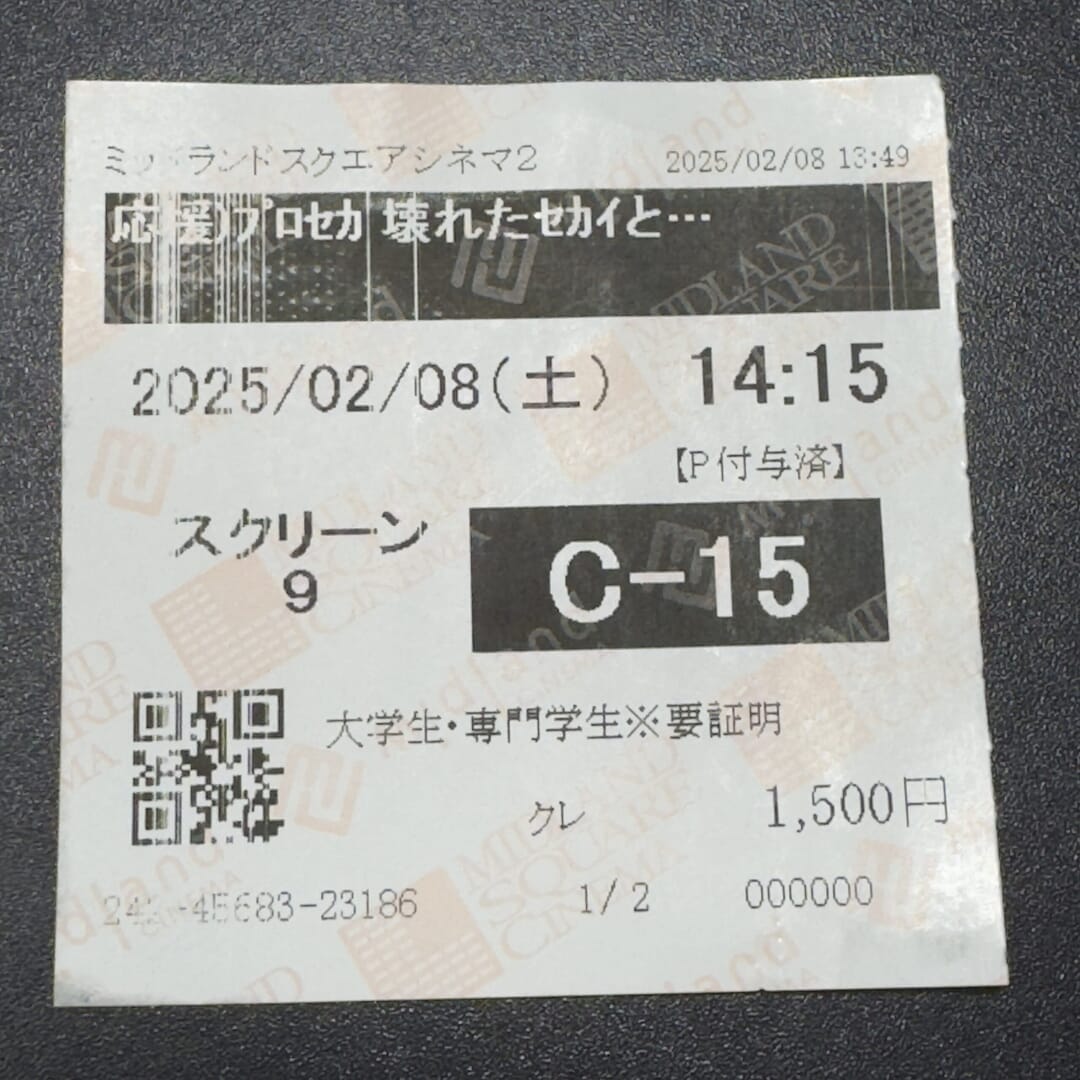 ミッドランドスクエアシネマ2 2025/02/08 13:49
応援)プロセカ 壊れたセカイと…
2025/02/08(土) 14:15
【P付与済】
スクリーン
9
C-15
大学生・専門学生※要証明
クレ 1,500円
-45683-23186 1/2 000000
MIDLAND
SQUARE
CINEMA